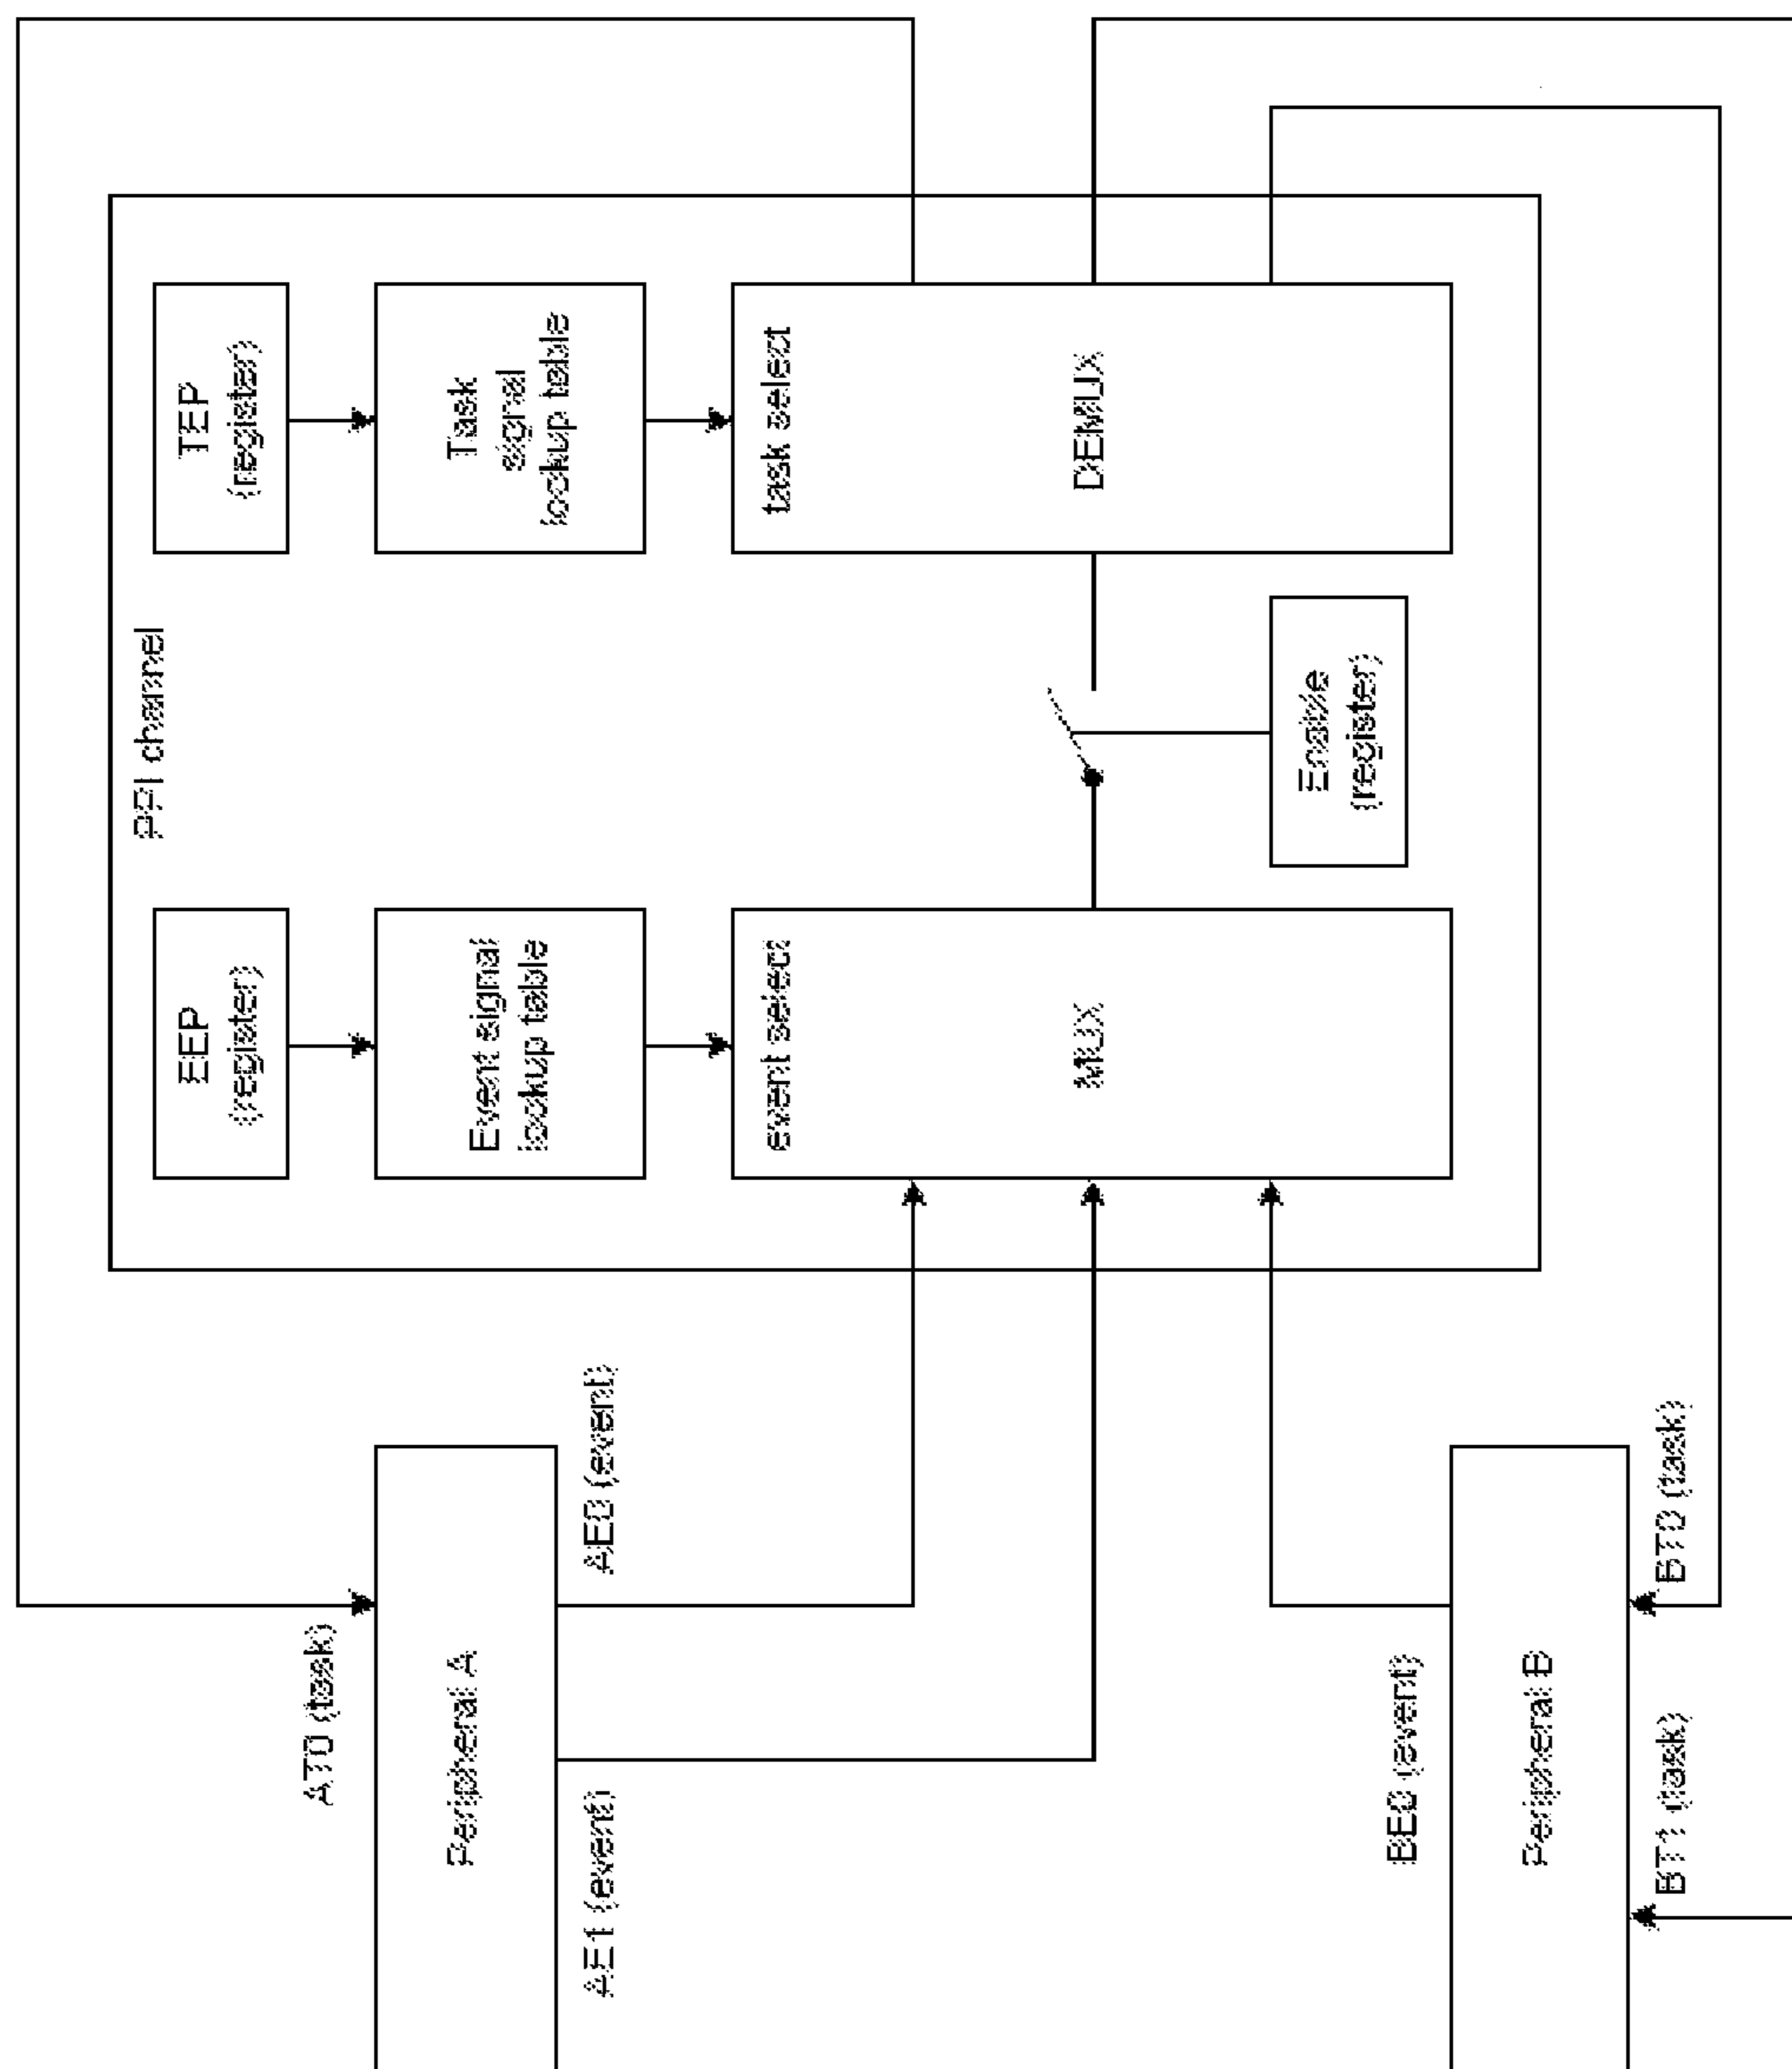 PPI channel
EEP
(register)
TEP
(register)
Event signal
lookup table
Task
signal
lookup table
event select
MUX
task select
DEMUX
Enable
(register)
AT0 (task)
Peripheral A
AE1 (event)
AE0 (event)
BE0 (event)
Peripheral B
BT1 (task)
BT0 (task)